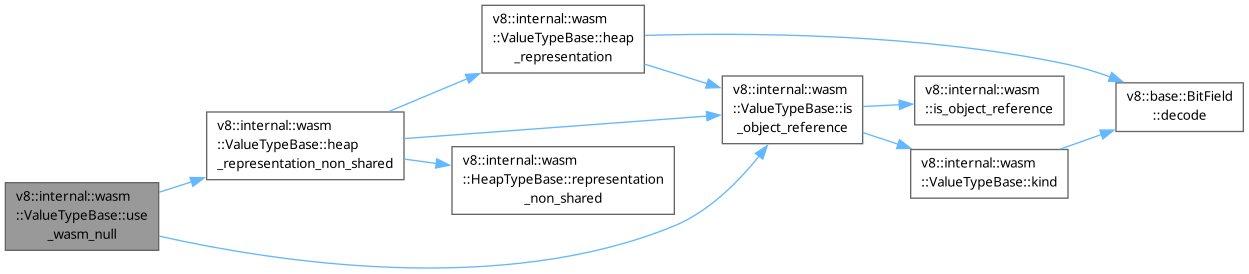 v8::internal::wasm
::ValueTypeBase::heap
_representation
v8::internal::wasm
::ValueTypeBase::is
_object_reference
v8::internal::wasm
::is_object_reference
v8::base::BitField
::decode
v8::internal::wasm
::ValueTypeBase::heap
_representation_non_shared
v8::internal::wasm
::HeapTypeBase::representation
_non_shared
v8::internal::wasm
::ValueTypeBase::kind
v8::internal::wasm
::ValueTypeBase::use
_wasm_null